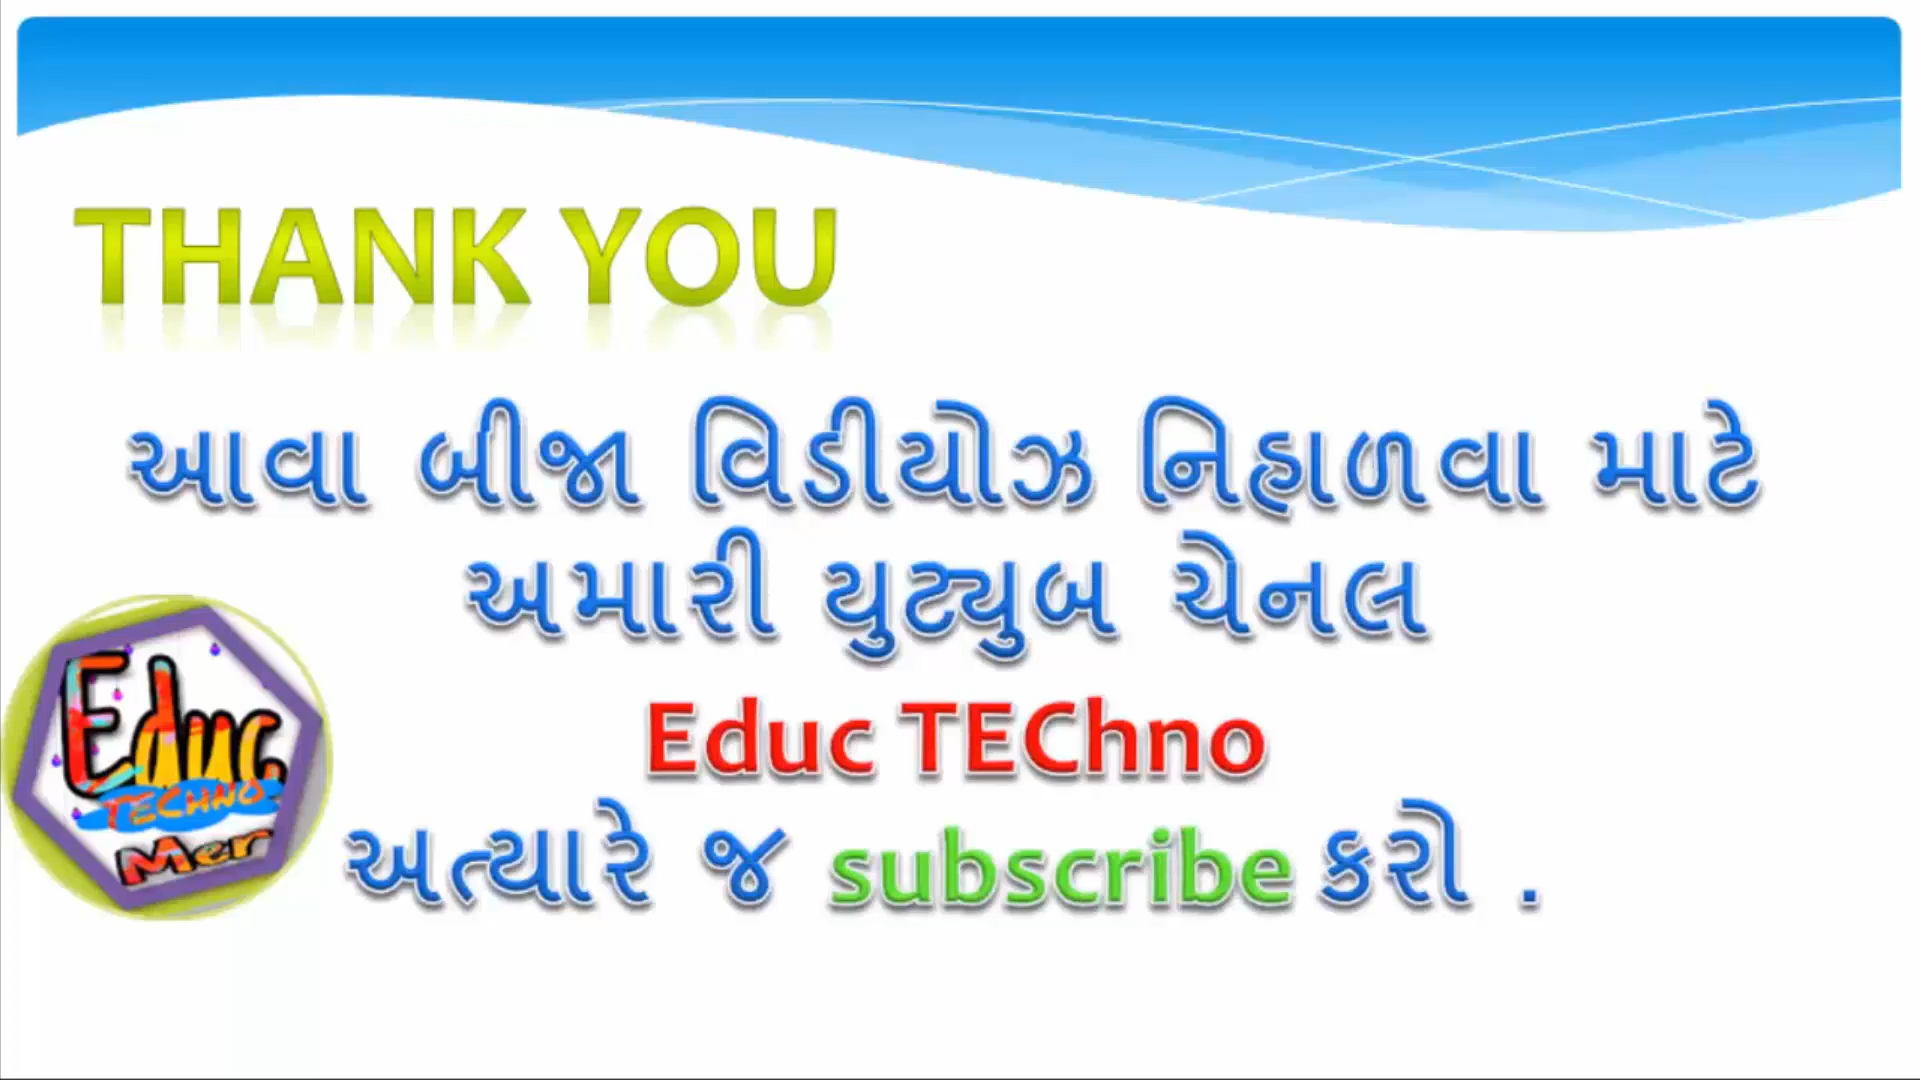 THANK YOU
આવા બીજા વિડીયોઝ નિહાળવા માટે
અમારી યુટ્યુબ ચેનલ
Educ TEChno
અત્યારે જ subscribe કરો .
Educ
TECHNO
Mer